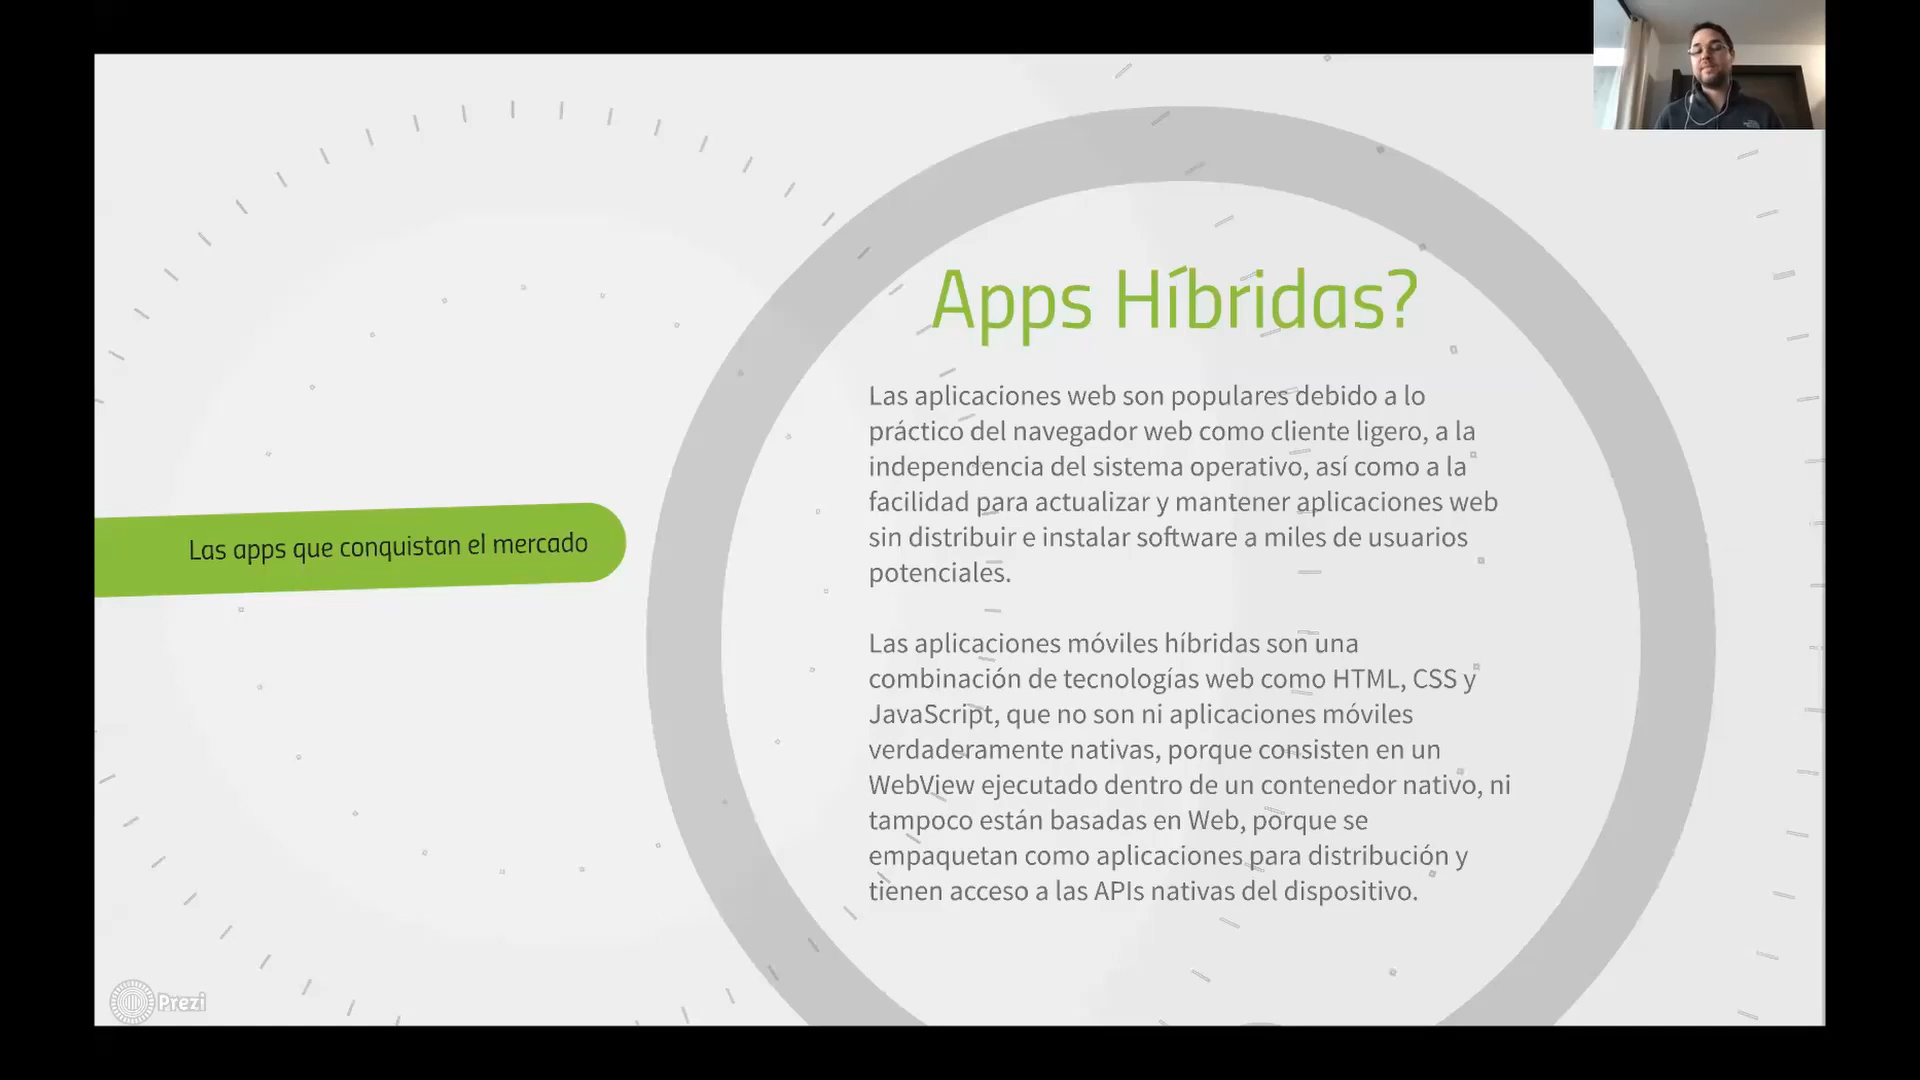 Apps Híbridas?
Las aplicaciones web son populares debido a lo
práctico del navegador web como cliente ligero, a la
independencia del sistema operativo, así como a la
facilidad para actualizar y mantener aplicaciones web
sin distribuir e instalar software a miles de usuarios
potenciales.
Las aplicaciones móviles híbridas son una
combinación de tecnologías web como HTML, CSS y
JavaScript, que no son ni aplicaciones móviles
verdaderamente nativas, porque consisten en un
WebView ejecutado dentro de un contenedor nativo, ni
tampoco están basadas en Web, porque se
empaquetan como aplicaciones para distribución y
tienen acceso a las APIs nativas del dispositivo.
Las apps que conquistan el mercado
Prezi